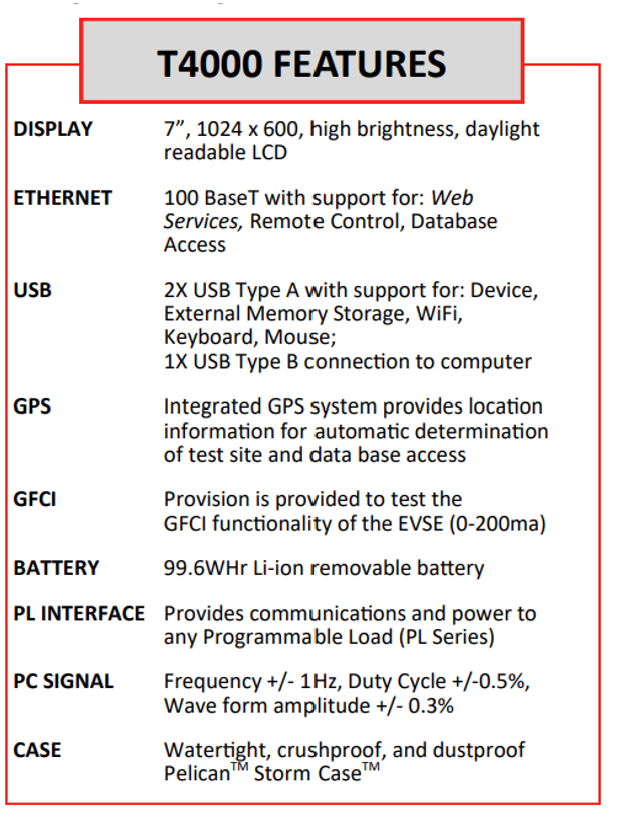 T4000 FEATURES
DISPLAY 7”, 1024 x 600, high brightness, daylight
readable LCD
ETHERNET 100 BaseT with support for: Web
Services, Remote Control, Database
Access
USB 2X USB Type A with support for: Device,
External Memory Storage, WiFi,
Keyboard, Mouse;
1X USB Type B connection to computer
GPS Integrated GPS system provides location
information for automatic determination
of test site and data base access
GFCI Provision is provided to test the
GFCI functionality of the EVSE (0-200ma)
BATTERY 99.6WHr Li-ion removable battery
PL INTERFACE Provides communications and power to
any Programmable Load (PL Series)
PC SIGNAL Frequency +/- 1Hz, Duty Cycle +/-0.5%,
Wave form amplitude +/- 0.3%
CASE Watertight, crushproof, and dustproof
Pelican™ Storm Case™